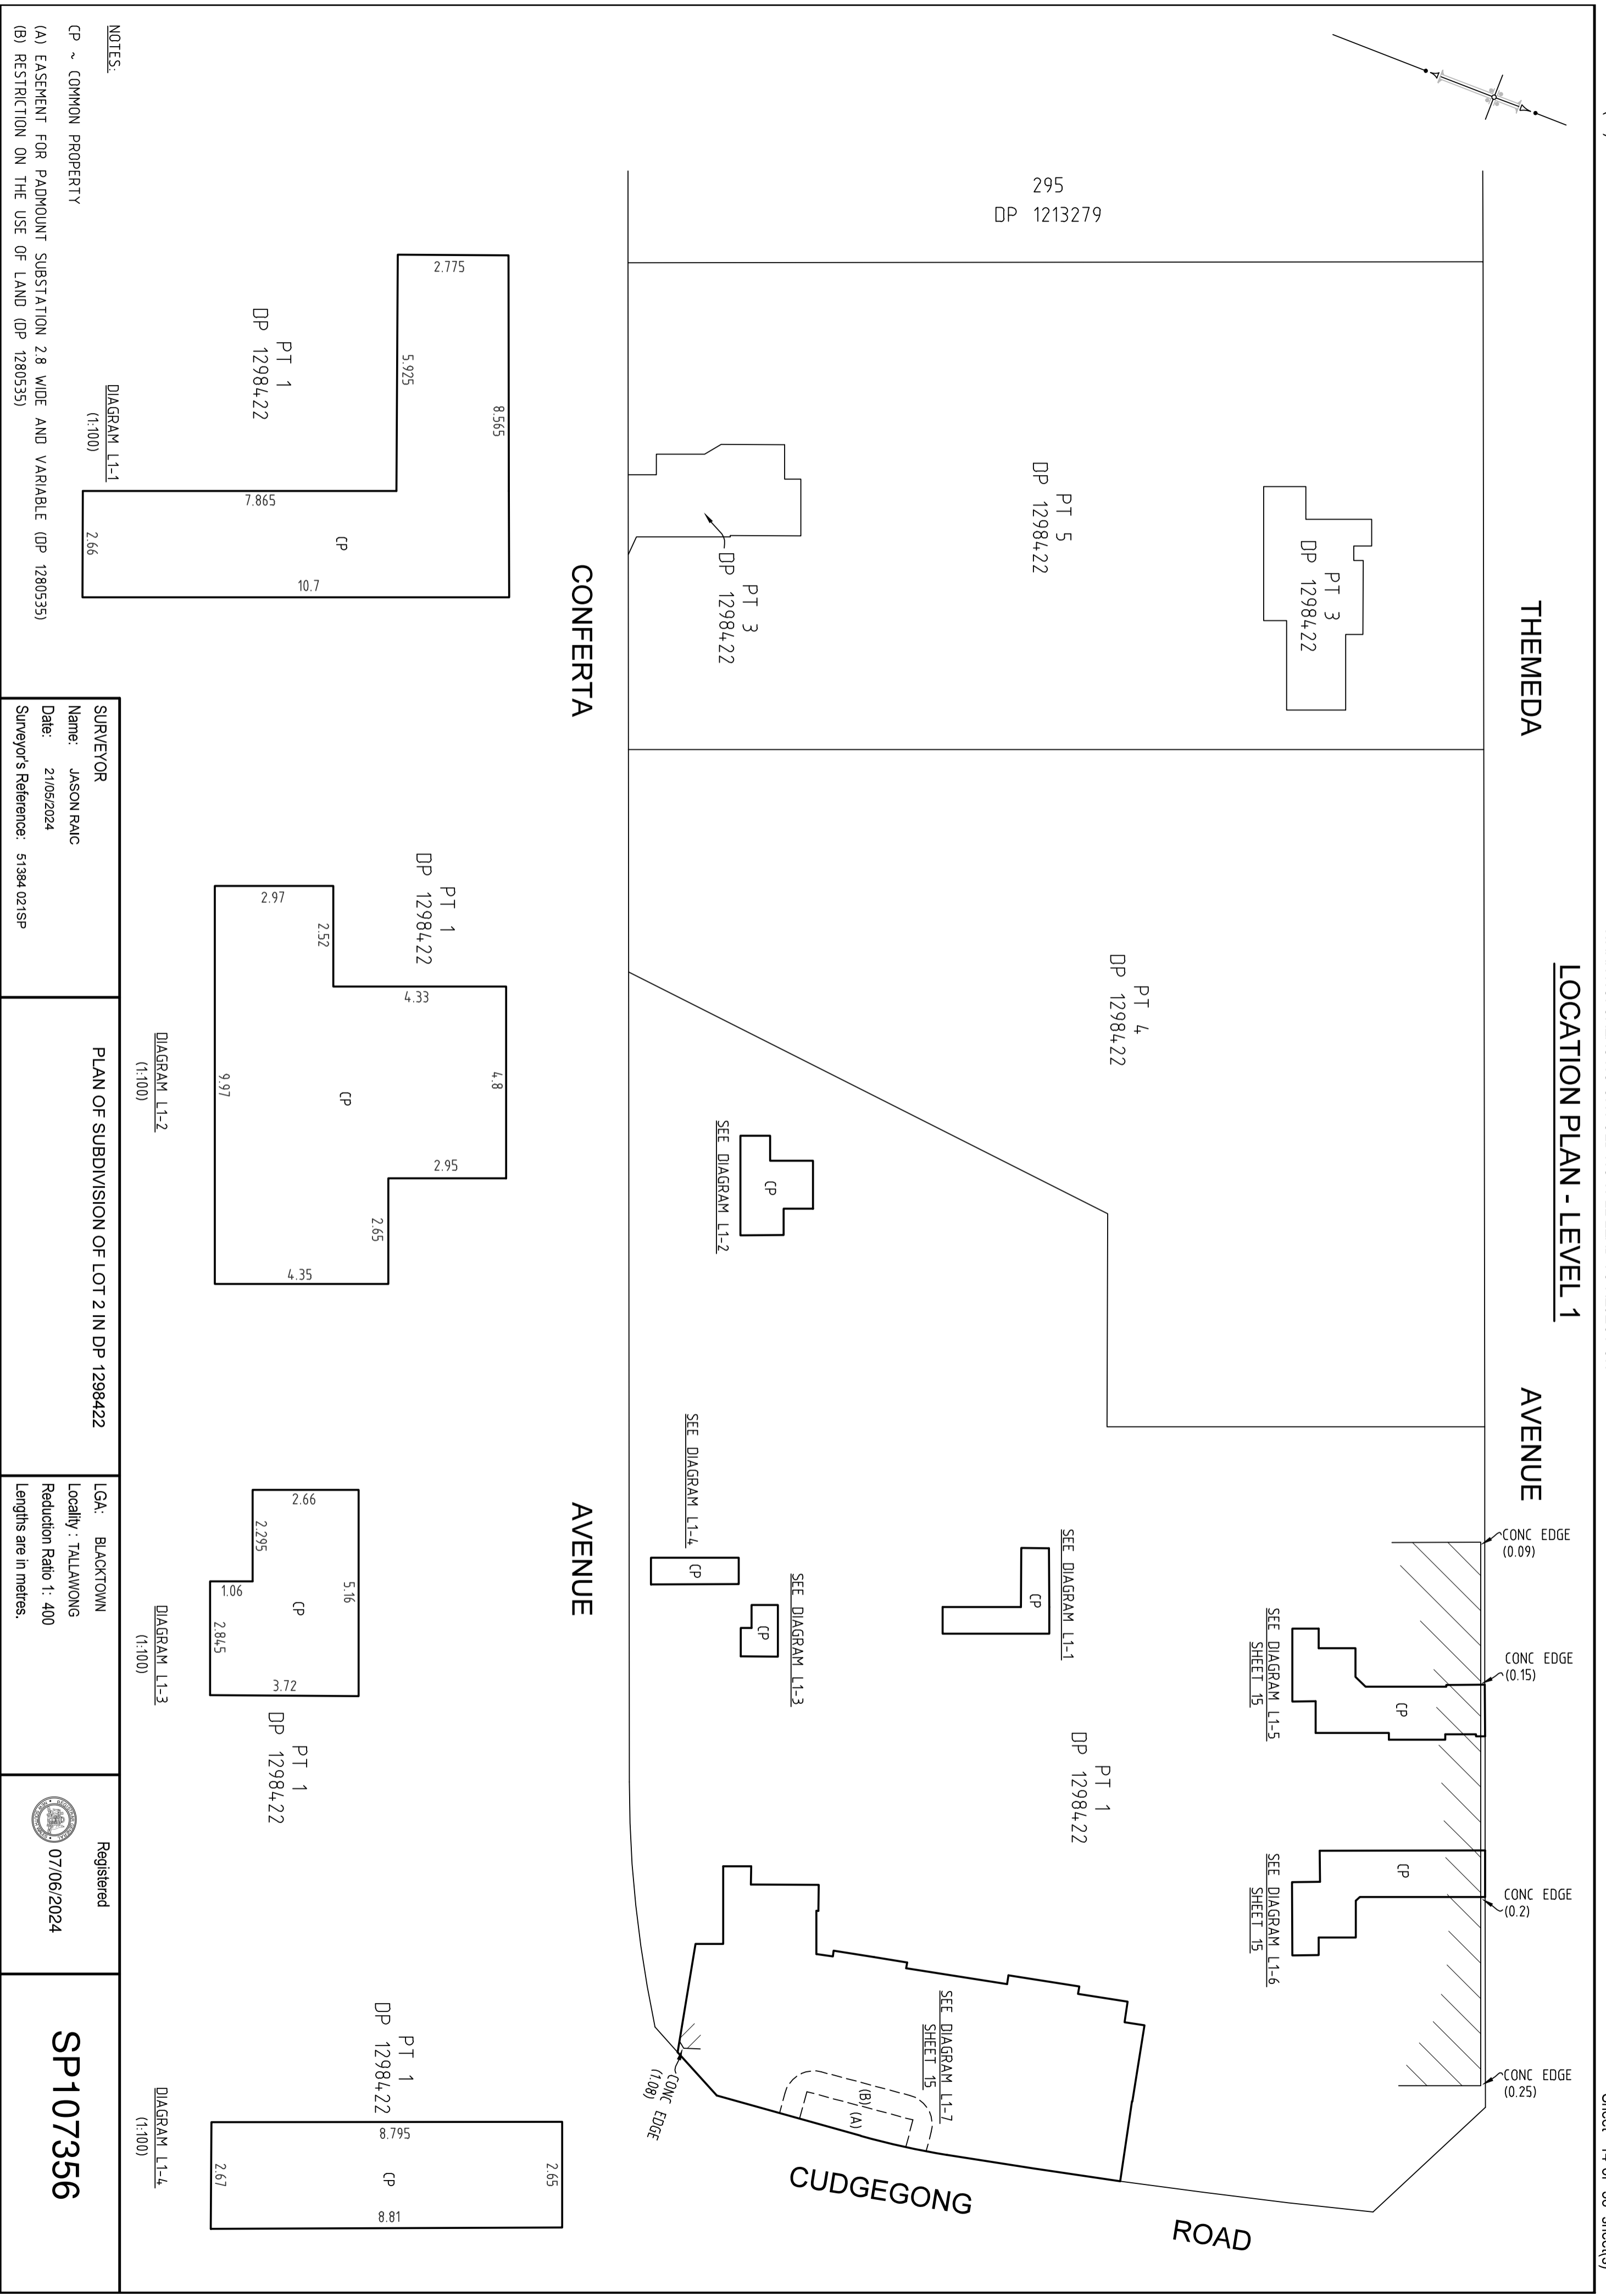 LOCATION PLAN - LEVEL 1
THEMEDA
AVENUE
CONC EDGE
(0.09)
CONC EDGE
(0.15)
CONC EDGE
(0.2)
CONC EDGE
(0.25)
295
DP 1213279
PT 5
DP 1298422
PT 3
DP 1298422
PT 3
DP 1298422
PT 4
DP 1298422
SEE DIAGRAM L1-5
SHEET 15
CP
SEE DIAGRAM L1-6
SHEET 15
CP
PT 1
DP 1298422
SEE DIAGRAM L1-1
CP
SEE DIAGRAM L1-2
CP
SEE DIAGRAM L1-3
CP
SEE DIAGRAM L1-4
CP
SEE DIAGRAM L1-7
SHEET 15
(B)
(A)
CONC EDGE
(1.08)
CUDGEGONG
ROAD
CONFERTA
AVENUE
2.775
8.565
5.925
7.865
CP
10.7
2.66
PT 1
DP 1298422
DIAGRAM L1-1
(1:100)
PT 1
DP 1298422
2.97
2.52
4.33
4.8
2.95
2.65
4.35
9.97
CP
DIAGRAM L1-2
(1:100)
2.66
2.295
1.06
2.845
5.16
3.72
CP
PT 1
DP 1298422
DIAGRAM L1-3
(1:100)
PT 1
DP 1298422
8.795
2.65
2.67
8.81
CP
DIAGRAM L1-4
(1:100)
NOTES:
CP ~ COMMON PROPERTY
(A) EASEMENT FOR PADMOUNT SUBSTATION 2.8 WIDE AND VARIABLE (DP 1280535)
(B) RESTRICTION ON THE USE OF LAND (DP 1280535)
SURVEYOR
Name: JASON RAIC
Date: 21/05/2024
Surveyor's Reference: 51384 021SP
PLAN OF SUBDIVISION OF LOT 2 IN DP 1298422
LGA: BLACKTOWN
Locality : TALLAWONG
Reduction Ratio 1: 400
Lengths are in metres.
Registered
07/06/2024
SP107356